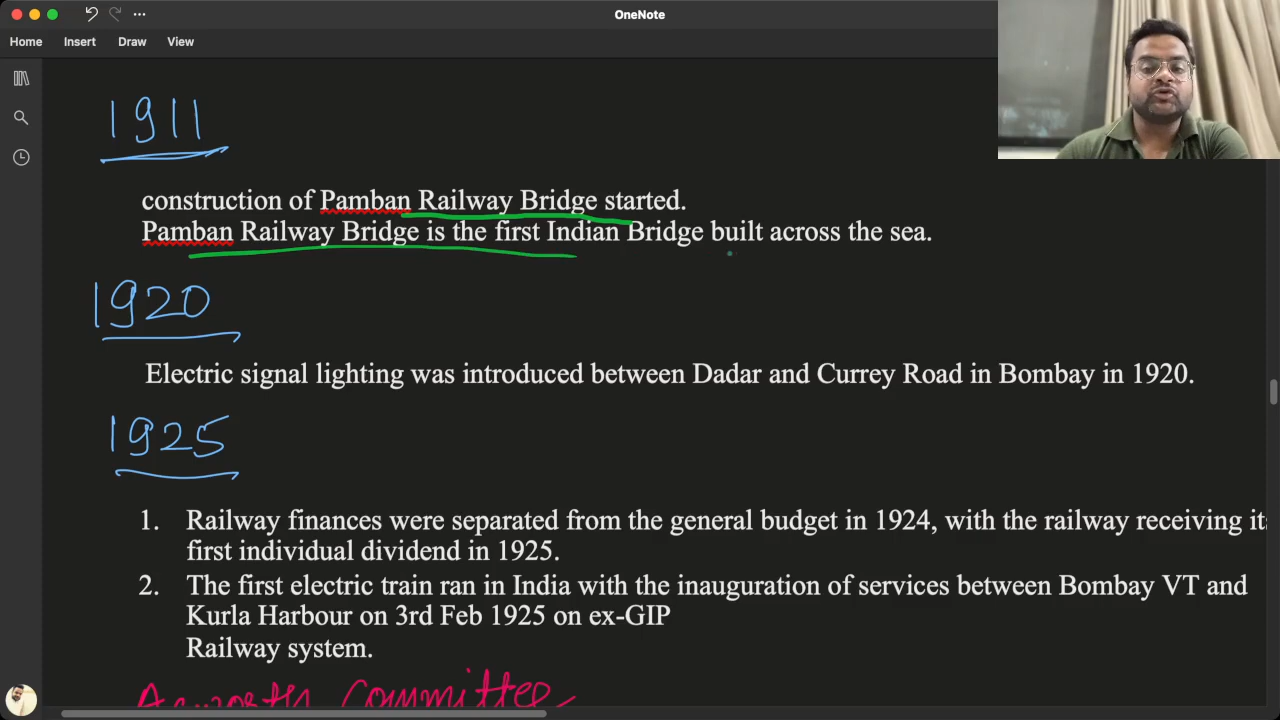 OneNote
Home Insert Draw View
1911
construction of Pamban Railway Bridge started.
Pamban Railway Bridge is the first Indian Bridge built across the sea.
1920
Electric signal lighting was introduced between Dadar and Currey Road in Bombay in 1920.
1925
1. Railway finances were separated from the general budget in 1924, with the railway receiving it
first individual dividend in 1925.
2. The first electric train ran in India with the inauguration of services between Bombay VT and
Kurla Harbour on 3rd Feb 1925 on ex-GIP
Railway system.
Acworth Committee